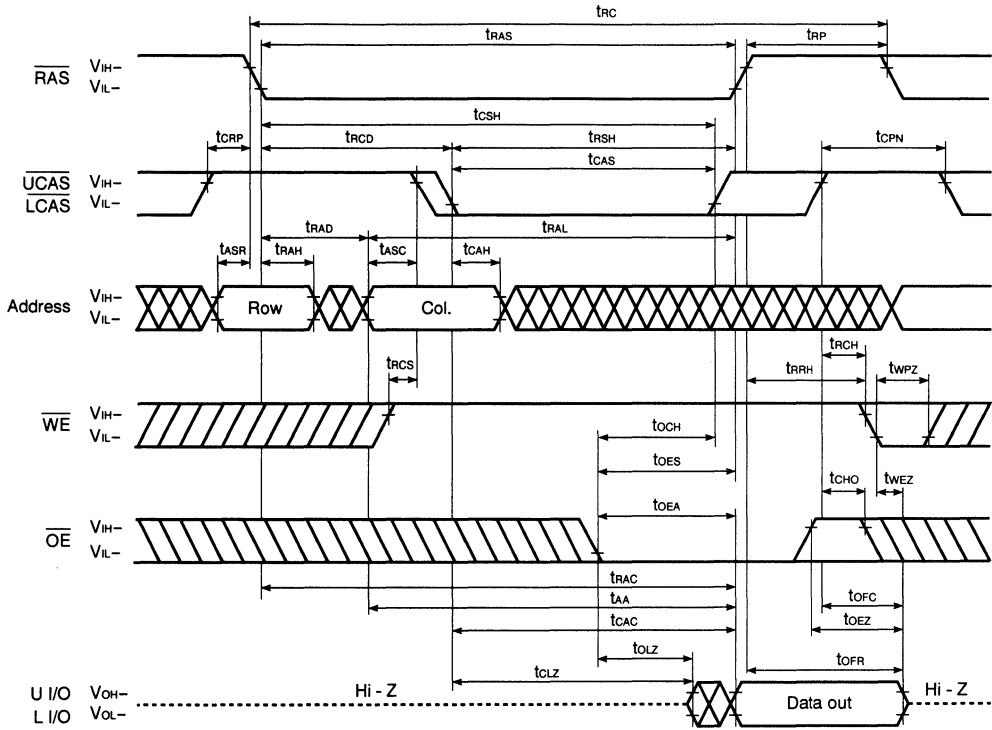 tRC
tRAS tRP
RAS VIH–
VIL–
tCSH
tCRP tRCD tRSH tCPN
tCAS
UCAS VIH–
LCAS VIL–
tRAD tRAL
tASR tRAH tASC tCAH
Address VIH–
VIL–
Row Col.
tRCH
tRCS tRRH tWPZ
WE VIH–
VIL–
tOCH
tOES
tCHO tWEZ
tOEA
OE VIH–
VIL–
tRAC
tAA tOFC
tCAC tOEZ
tOLZ
tCLZ tOFR
U I/O VOH–
L I/O VOL–
Hi - Z Data out Hi - Z